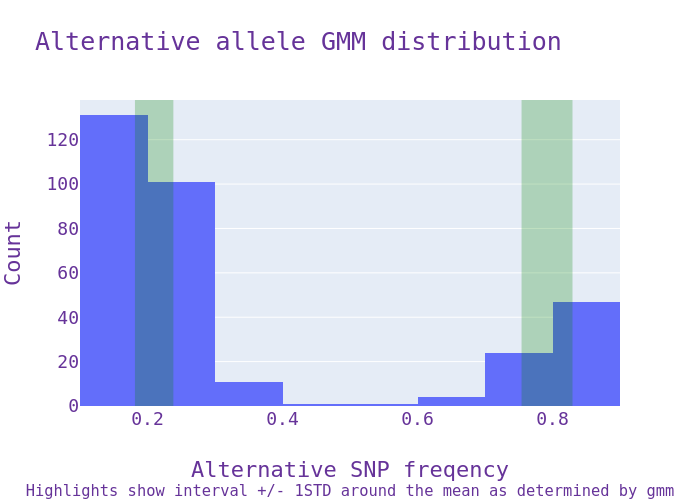 Alternative allele GMM distribution
120
100
80
60
40
20
0
Count
0.2 0.4 0.6 0.8
Alternative SNP freqency
Highlights show interval +/- 1STD around the mean as determined by gmm